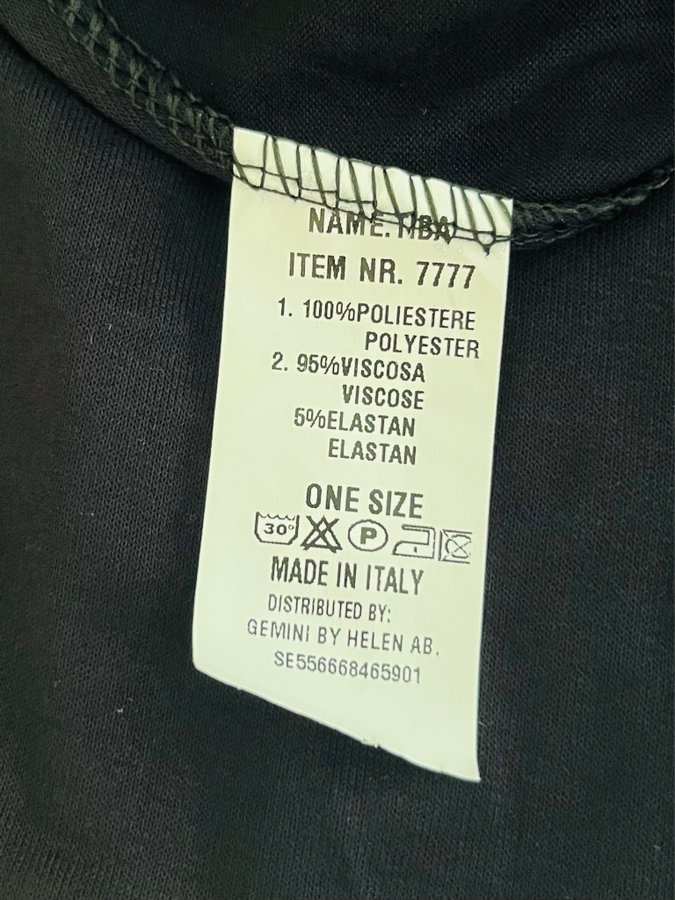 NAME.
ITEM NR. 7777
1. 100%POLIESTERE
POLYESTER
2. 95%VISCOSA
VISCOSE
5%ELASTAN
ELASTAN
ONE SIZE
30° P
MADE IN ITALY
DISTRIBUTED BY:
GEMINI BY HELEN AB.
SE556668465901